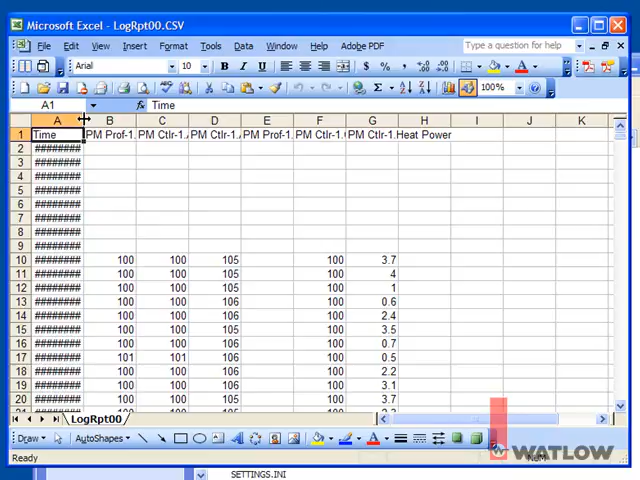 Microsoft Excel - LogRpt00.CSV
File Edit View Insert Format Tools Data Window Help Adobe PDF Type a question for help
Arial 10 B U $ % A
Σ 100%
A1 fx Time
A B C D E F G H I J K
1 Time PM Prof-1. PM Ctlr-1. PM Ctlr-1. PM Prof-1. PM Ctlr-1. PM Ctlr-1.Heat Power
2 ########
3 ########
4 ########
5 ########
6 ########
7 ########
8 ########
9 ########
10 ######## 100 100 105 100 3.7
11 ######## 100 100 105 100 4
12 ######## 100 100 105 100 1
13 ######## 100 100 106 100 0.6
14 ######## 100 100 106 100 2.4
15 ######## 100 100 105 100 3.5
16 ######## 100 100 106 100 0.7
17 ######## 101 101 106 100 0.5
18 ######## 100 100 106 100 2.2
19 ######## 100 100 106 100 3.1
20 ######## 100 100 106 100 3.7
LogRpt00
Draw AutoShapes A A
WATLOW
Ready NUM
SETTINGS.INI